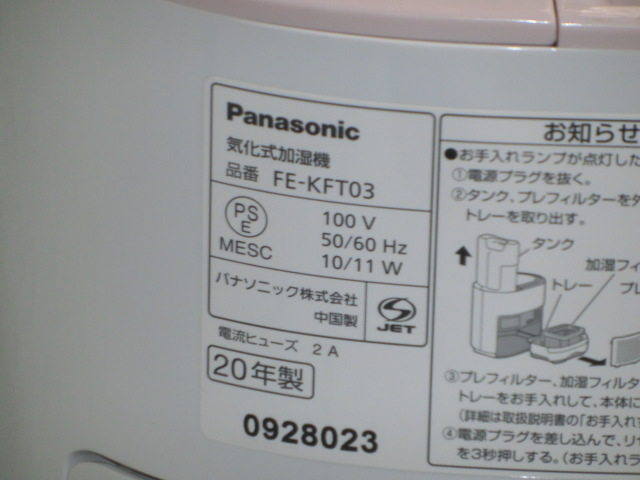 Panasonic
気化式加湿機
品番 FE-KFT03
PS
E
MESC
100 V
50/60 Hz
10/11 W
パナソニック株式会社
中国製
S
JET
電流ヒューズ 2 A
20年製
0928023
お知らせ
●お手入れランプが点灯した
①電源プラグを抜く。
②タンク、プレフィルターを
トレーを取り出す。
タンク
加湿フィ
トレー
プレ
③プレフィルター、加湿フィルタ
トレーをお手入れして、本体に
(詳細は取扱説明書の「お手入れ
④電源プラグを差し込んで、リセ
を3秒押しする。(お手入れラ